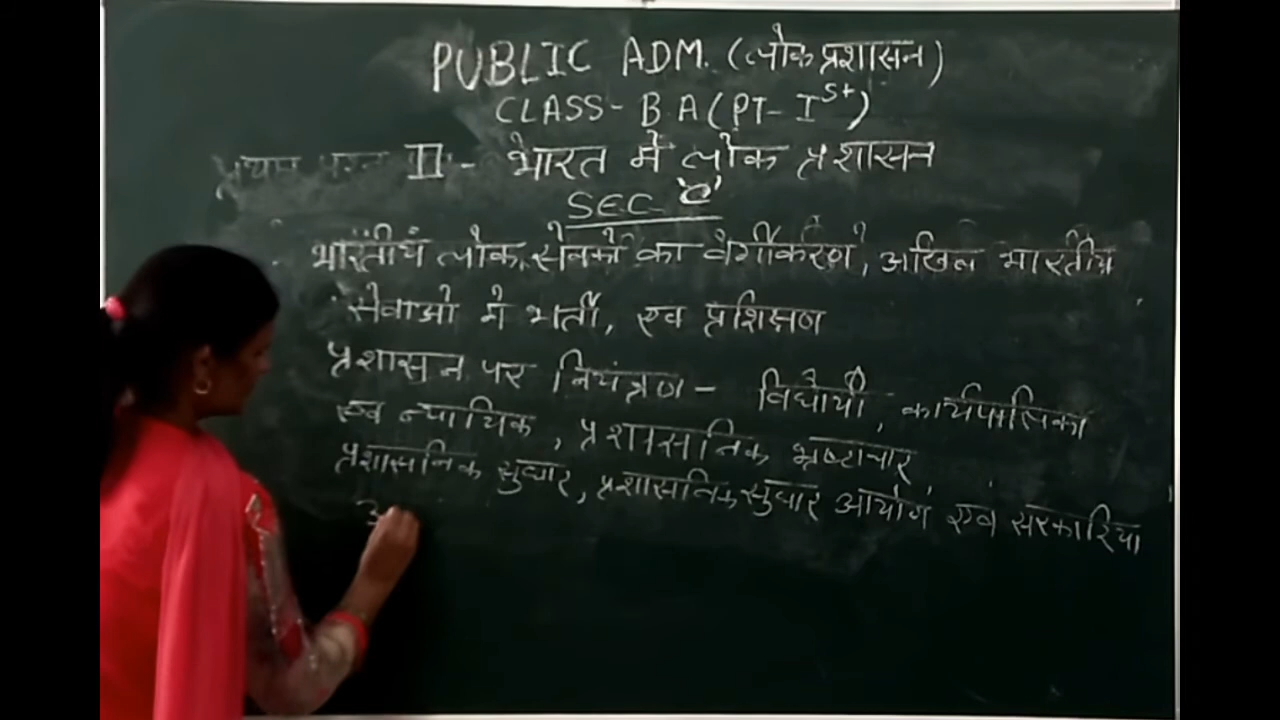 PUBLIC ADM. (लोक प्रशासन)
CLASS- B A (PT- I st)
II - भारत में लोक प्रशासन
SEC- 'C'
भारतीय लोक सेवकों का वर्गीकरण, अखिल भारतीय
सेवाओं में भर्ती, एव प्रशिक्षण
प्रशासन पर नियंत्रण - विधायी, कार्यपालिका
एव न्यायिक, प्रशासनिक भ्रष्टाचार,
प्रशासनिक सुधार, प्रशासनिक सुधार आयोग एव सरकारिया